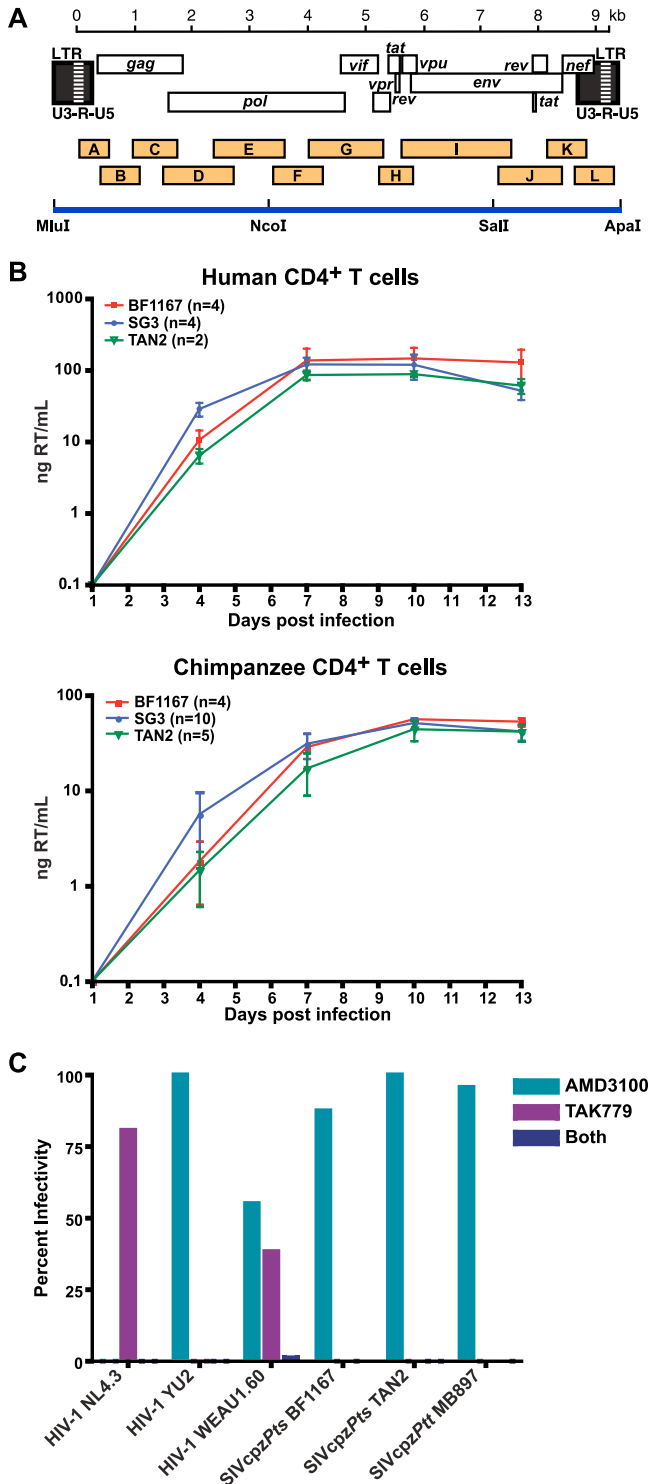 A
0 1 2 3 4 5 6 7 8 9 kb
LTR gag vif tat vpu rev nef LTR
vpr env
U3-R-U5 pol rev tat U3-R-U5
A C E G I K
B D F H J L
MluI NcoI SalI ApaI
B
Human CD4+ T cells
BF1167 (n=4)
SG3 (n=4)
TAN2 (n=2)
ng RT/mL
1000
100
10
1
0.1
1 2 3 4 5 6 7 8 9 10 11 12 13
Days post infection
Chimpanzee CD4+ T cells
BF1167 (n=4)
SG3 (n=10)
TAN2 (n=5)
ng RT/mL
100
10
1
0.1
1 2 3 4 5 6 7 8 9 10 11 12 13
Days post infection
C
Percent Infectivity
100
75
50
25
0
AMD3100
TAK779
Both
HIV-1 NL4.3
HIV-1 YU2
HIV-1 WEAU1.60
SIVcpzPts BF1167
SIVcpzPts TAN2
SIVcpzPtt MB897